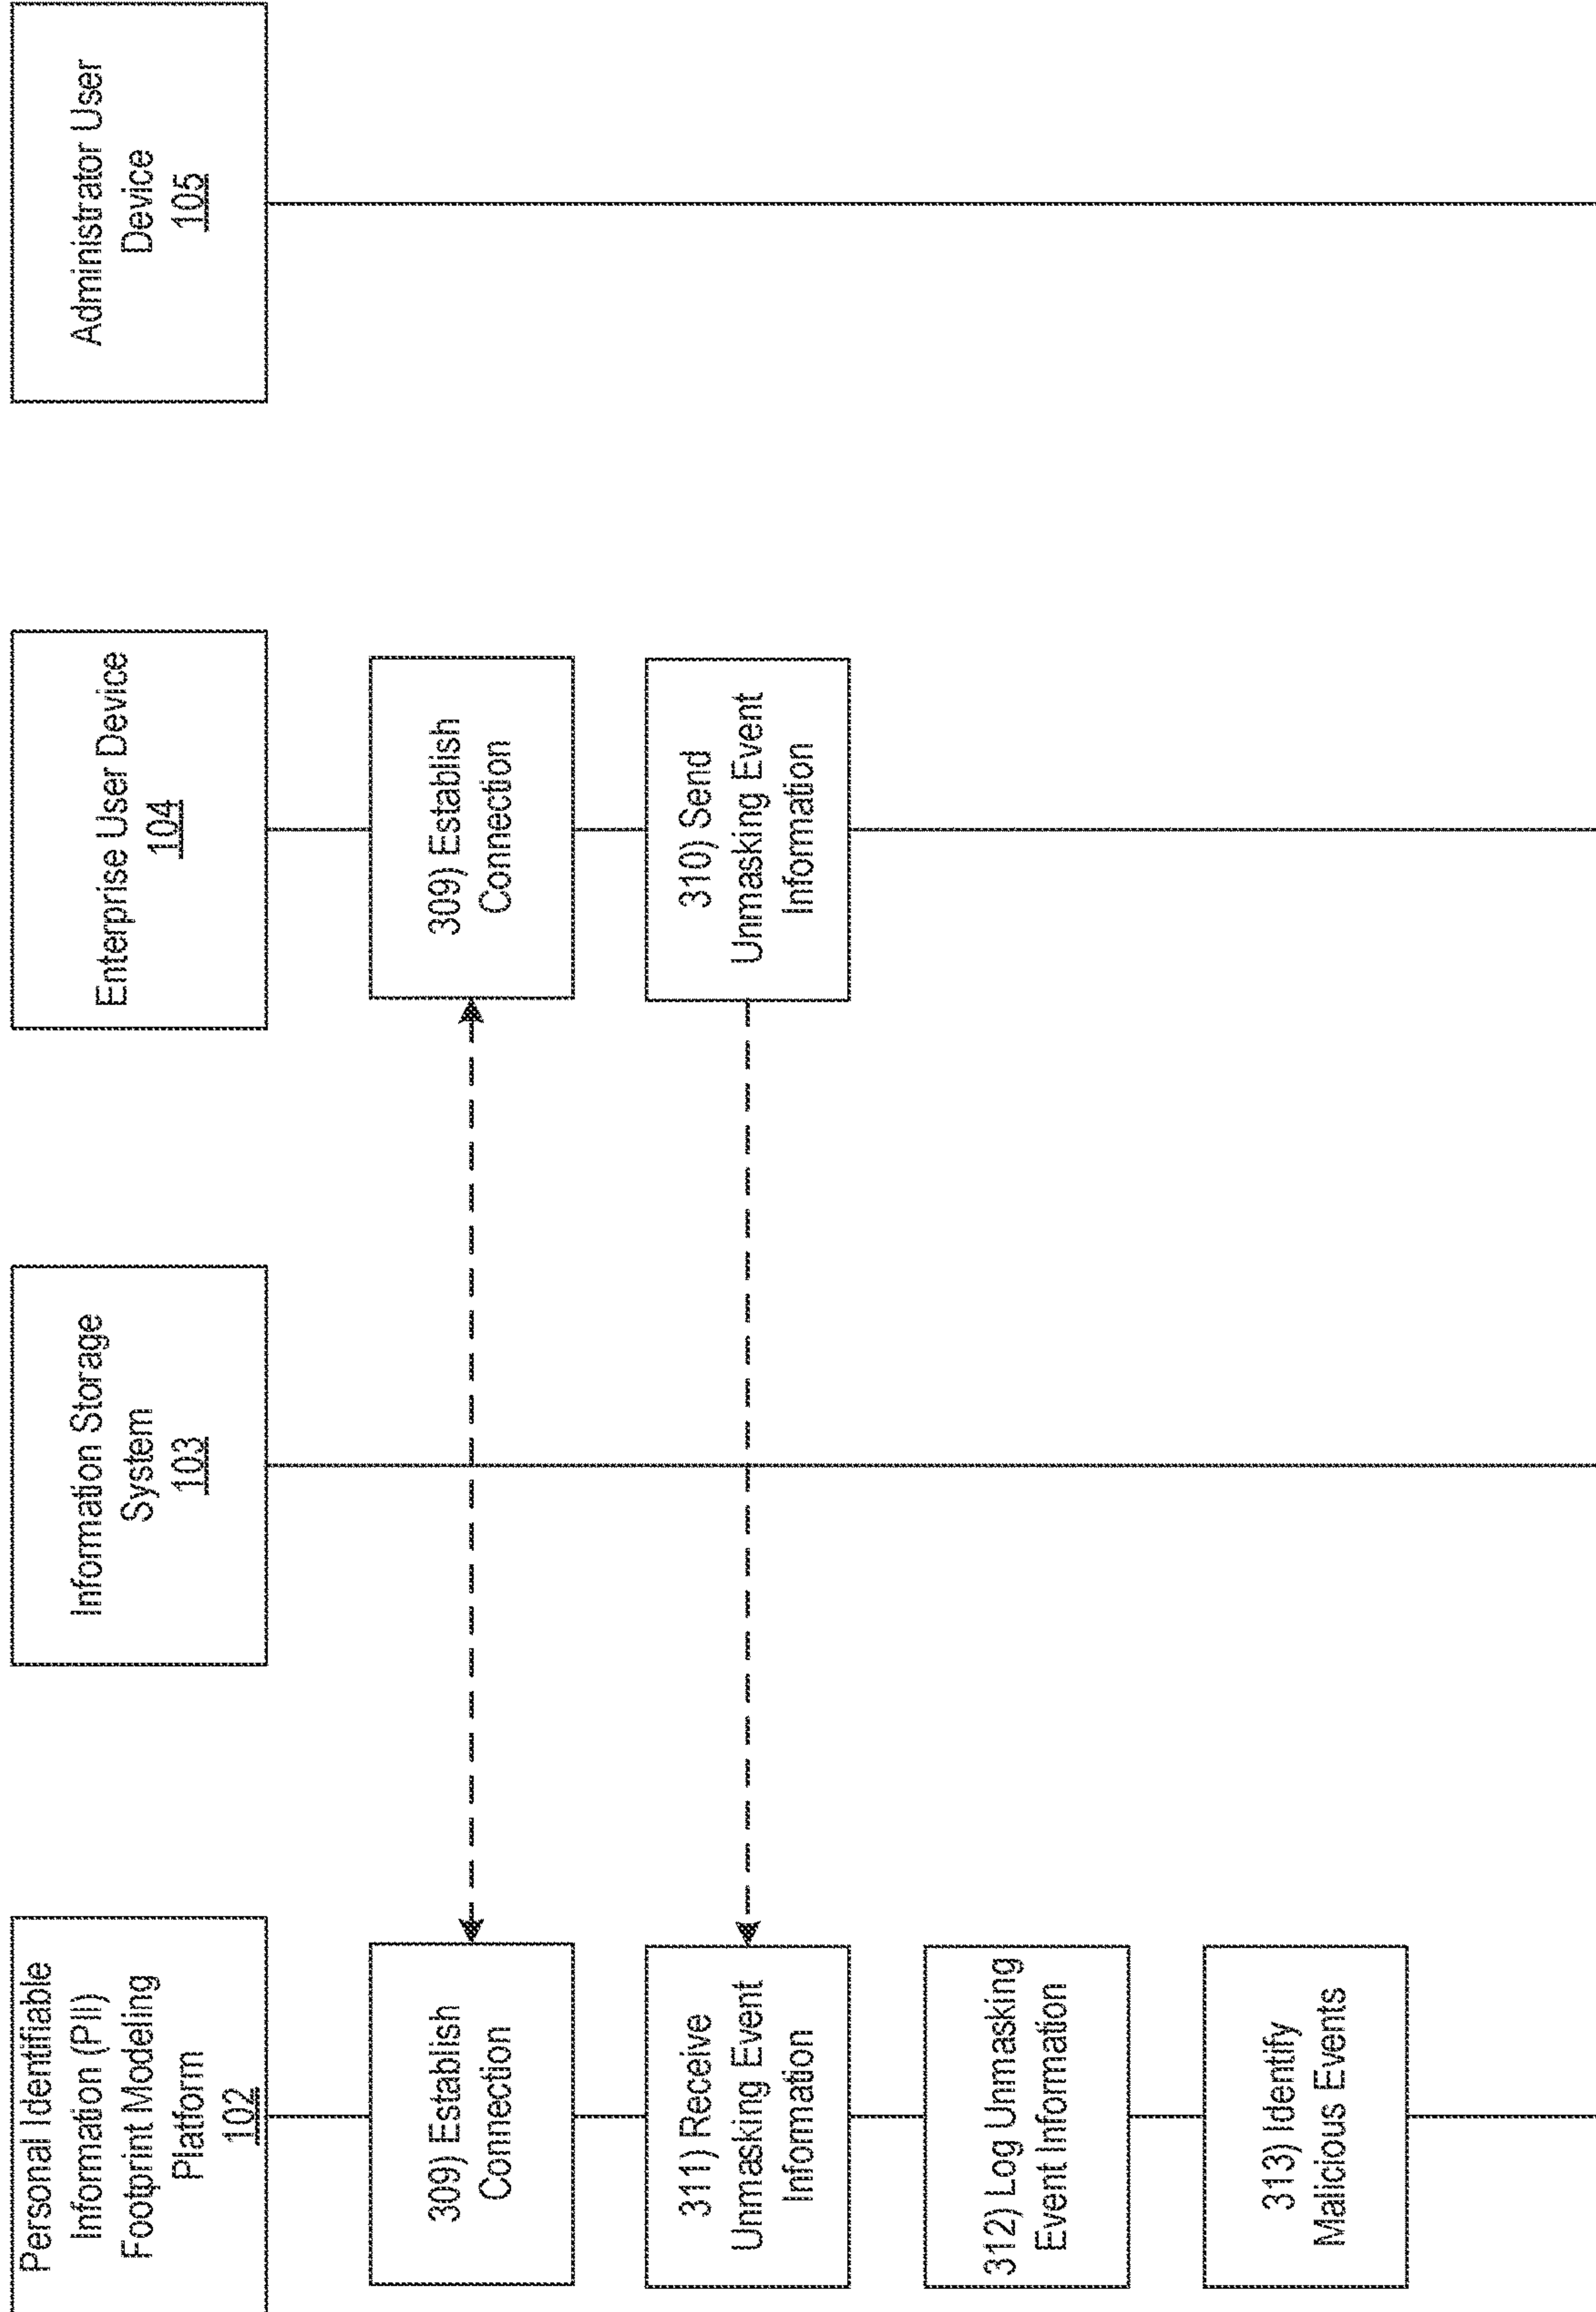 Personal Identifiable
Information (PII)
Footprint Modeling
Platform
102
Information Storage
System
103
Enterprise User Device
104
Administrator User
Device
105
309) Establish
Connection
309) Establish
Connection
311) Receive
Unmasking Event
Information
310) Send
Unmasking Event
Information
312) Log Unmasking
Event Information
313) Identify
Malicious Events